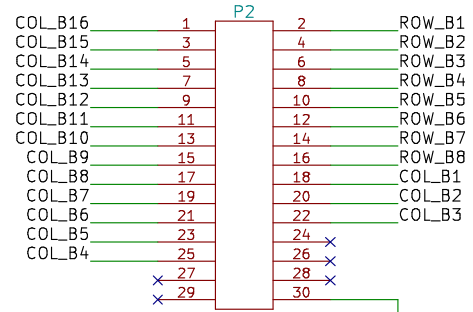 P2
COL_B16 1 2 ROW_B1
COL_B15 3 4 ROW_B2
COL_B14 5 6 ROW_B3
COL_B13 7 8 ROW_B4
COL_B12 9 10 ROW_B5
COL_B11 11 12 ROW_B6
COL_B10 13 14 ROW_B7
COL_B9 15 16 ROW_B8
COL_B8 17 18 COL_B1
COL_B7 19 20 COL_B2
COL_B6 21 22 COL_B3
COL_B5 23 24
COL_B4 25 26
27 28
29 30